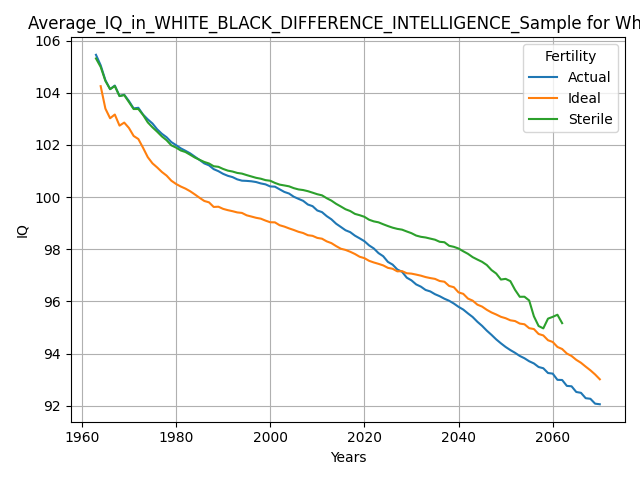 Average_IQ_in_WHITE_BLACK_DIFFERENCE_INTELLIGENCE_Sample for Wh
106
104
102
100
98
96
94
92
IQ
Fertility
Actual
Ideal
Sterile
1960 1980 2000 2020 2040 2060
Years